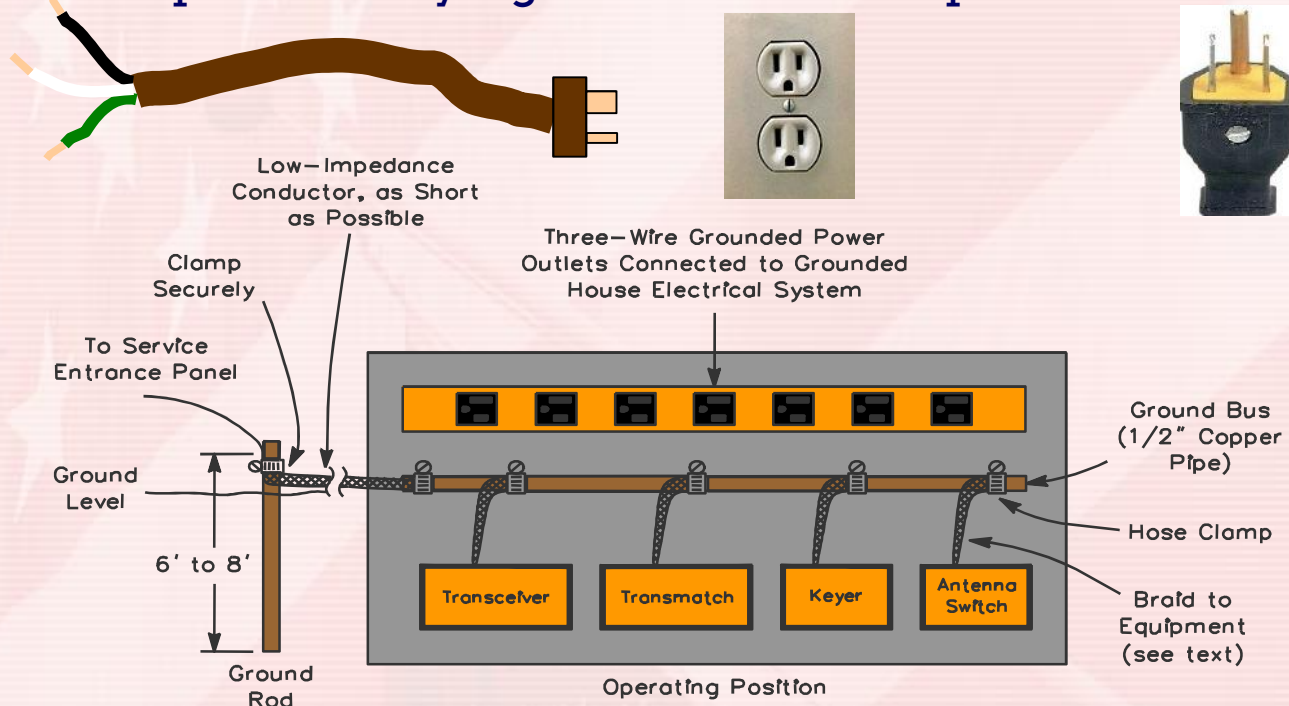 Low-Impedance
Conductor, as Short
as Possible
Three-Wire Grounded Power
Outlets Connected to Grounded
House Electrical System
Clamp
Securely
To Service
Entrance Panel
Ground Bus
(1/2" Copper
Pipe)
Ground
Level
Hose Clamp
6' to 8'
Transceiver
Transmatch
Keyer
Antenna
Switch
Braid to
Equipment
(see text)
Ground
Rod
Operating Position